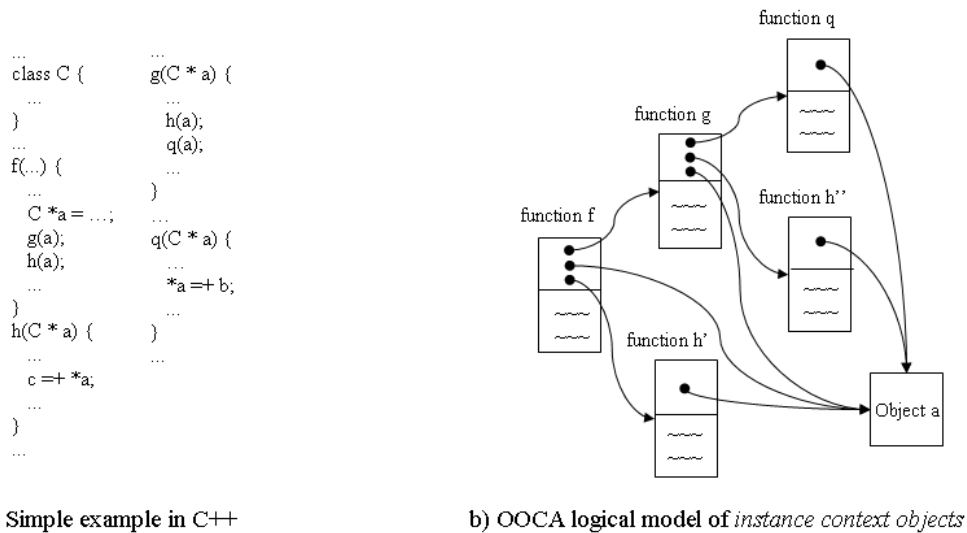 ...
class C {
...
}
...
f(...) {
...
C *a = ...;
g(a);
h(a);
...
}
h(C * a) {
...
c =+ *a;
...
}
...
...
g(C * a) {
...
h(a);
q(a);
...
}
...
q(C * a) {
...
*a =+ b;
...
}
...
Simple example in C++
function q
function g
function h''
function f
function h'
Object a
b) OOCA logical model of instance context objects